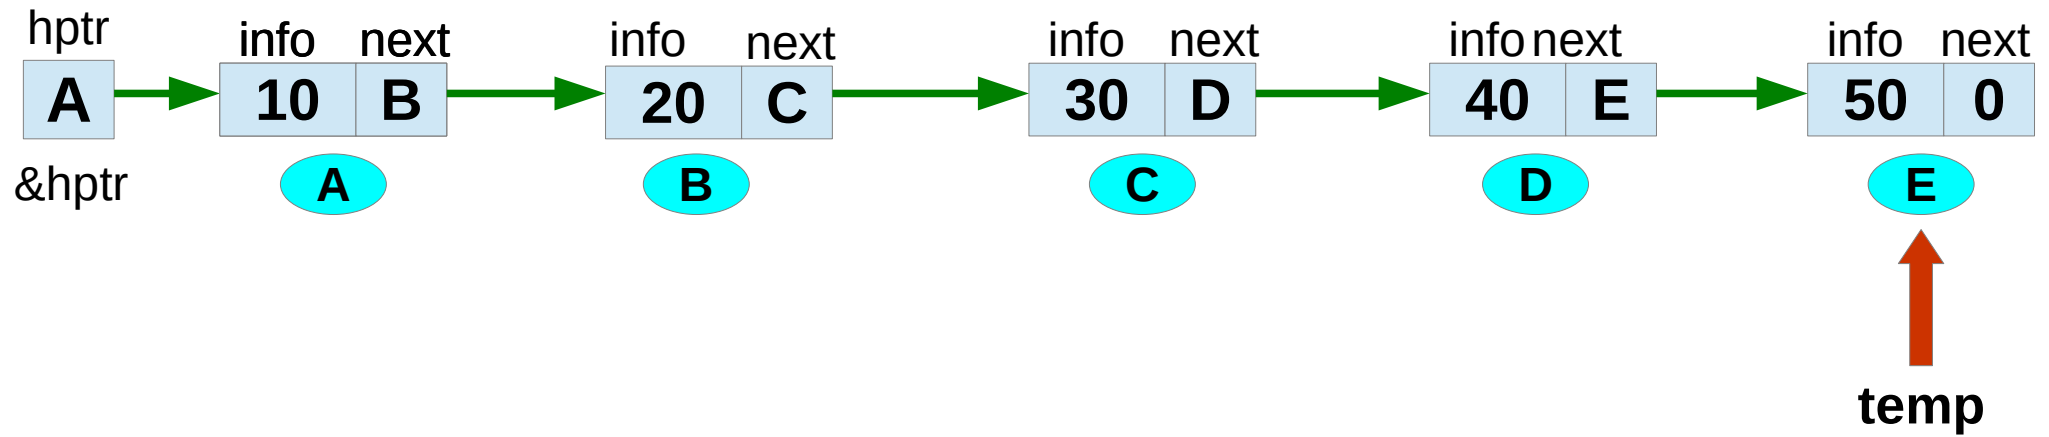 hptr info next info next info next info next info next
A 10 B 20 C 30 D 40 E 50 0
&hptr A B C D E
temp